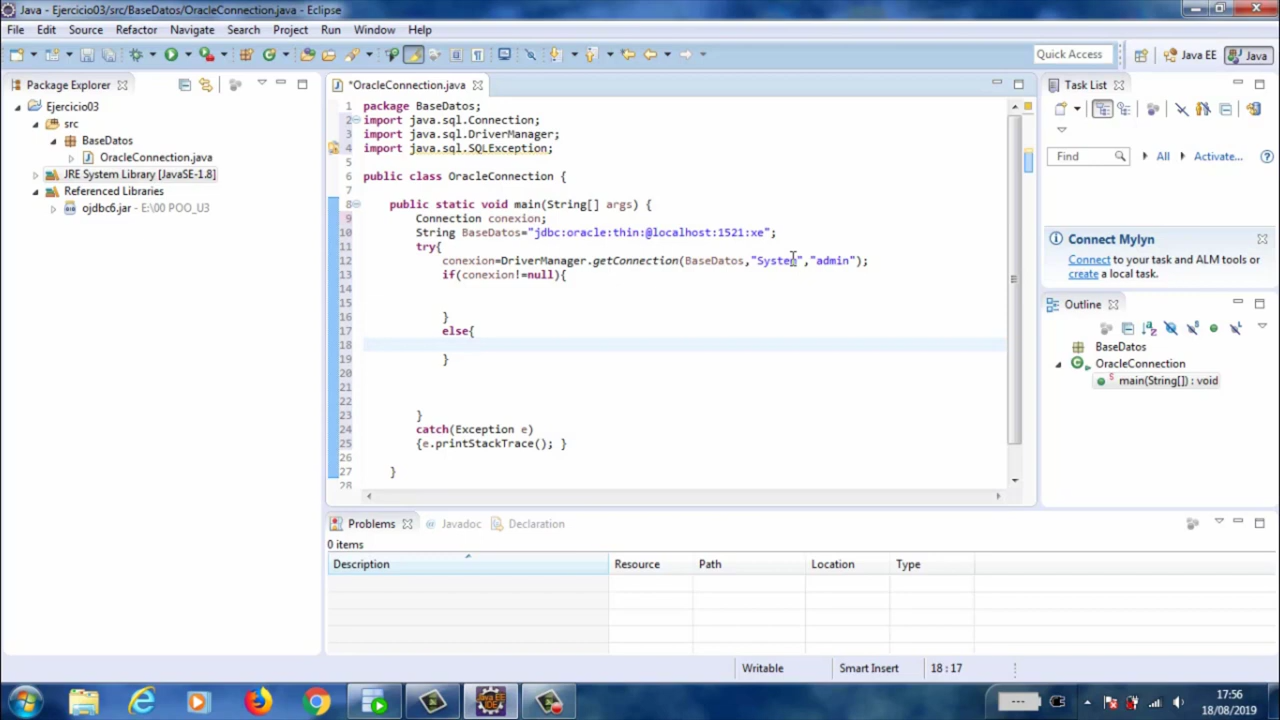 Java - Ejercicio03/src/BaseDatos/OracleConnection.java - Eclipse
File Edit Source Refactor Navigate Search Project Run Window Help
Quick Access
Java EE
Java
Package Explorer
Ejercicio03
src
BaseDatos
OracleConnection.java
JRE System Library [JavaSE-1.8]
Referenced Libraries
ojdbc6.jar - E:\00 POO_U3
*OracleConnection.java
1 package BaseDatos;
2 import java.sql.Connection;
3 import java.sql.DriverManager;
4 import java.sql.SQLException;
5
6 public class OracleConnection {
7
8 public static void main(String[] args) {
9 Connection conexion;
10 String BaseDatos="jdbc:oracle:thin:@localhost:1521:xe";
11 try{
12 conexion=DriverManager.getConnection(BaseDatos,"System","admin");
13 if(conexion!=null){
14
15
16 }
17 else{
18
19 }
20
21
22
23 }
24 catch(Exception e)
25 {e.printStackTrace(); }
26
27 }
28
Task List
Find
All
Activate...
Connect Mylyn
Connect to your task and ALM tools or
create a local task.
Outline
BaseDatos
OracleConnection
main(String[]) : void
Problems Javadoc Declaration
0 items
Description Resource Path Location Type
Writable Smart Insert 18 : 17
17:56
18/08/2019